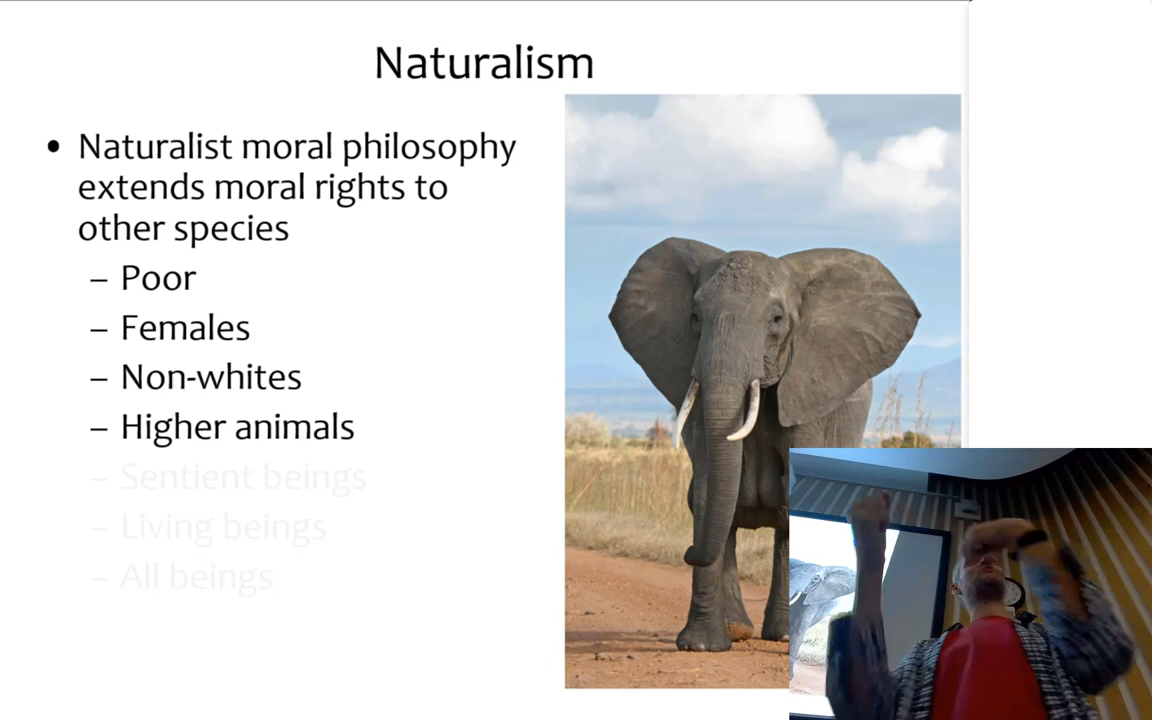 Naturalism
• Naturalist moral philosophy
extends moral rights to
other species
– Poor
– Females
– Non-whites
– Higher animals
– Sentient beings
– Living beings
– All beings